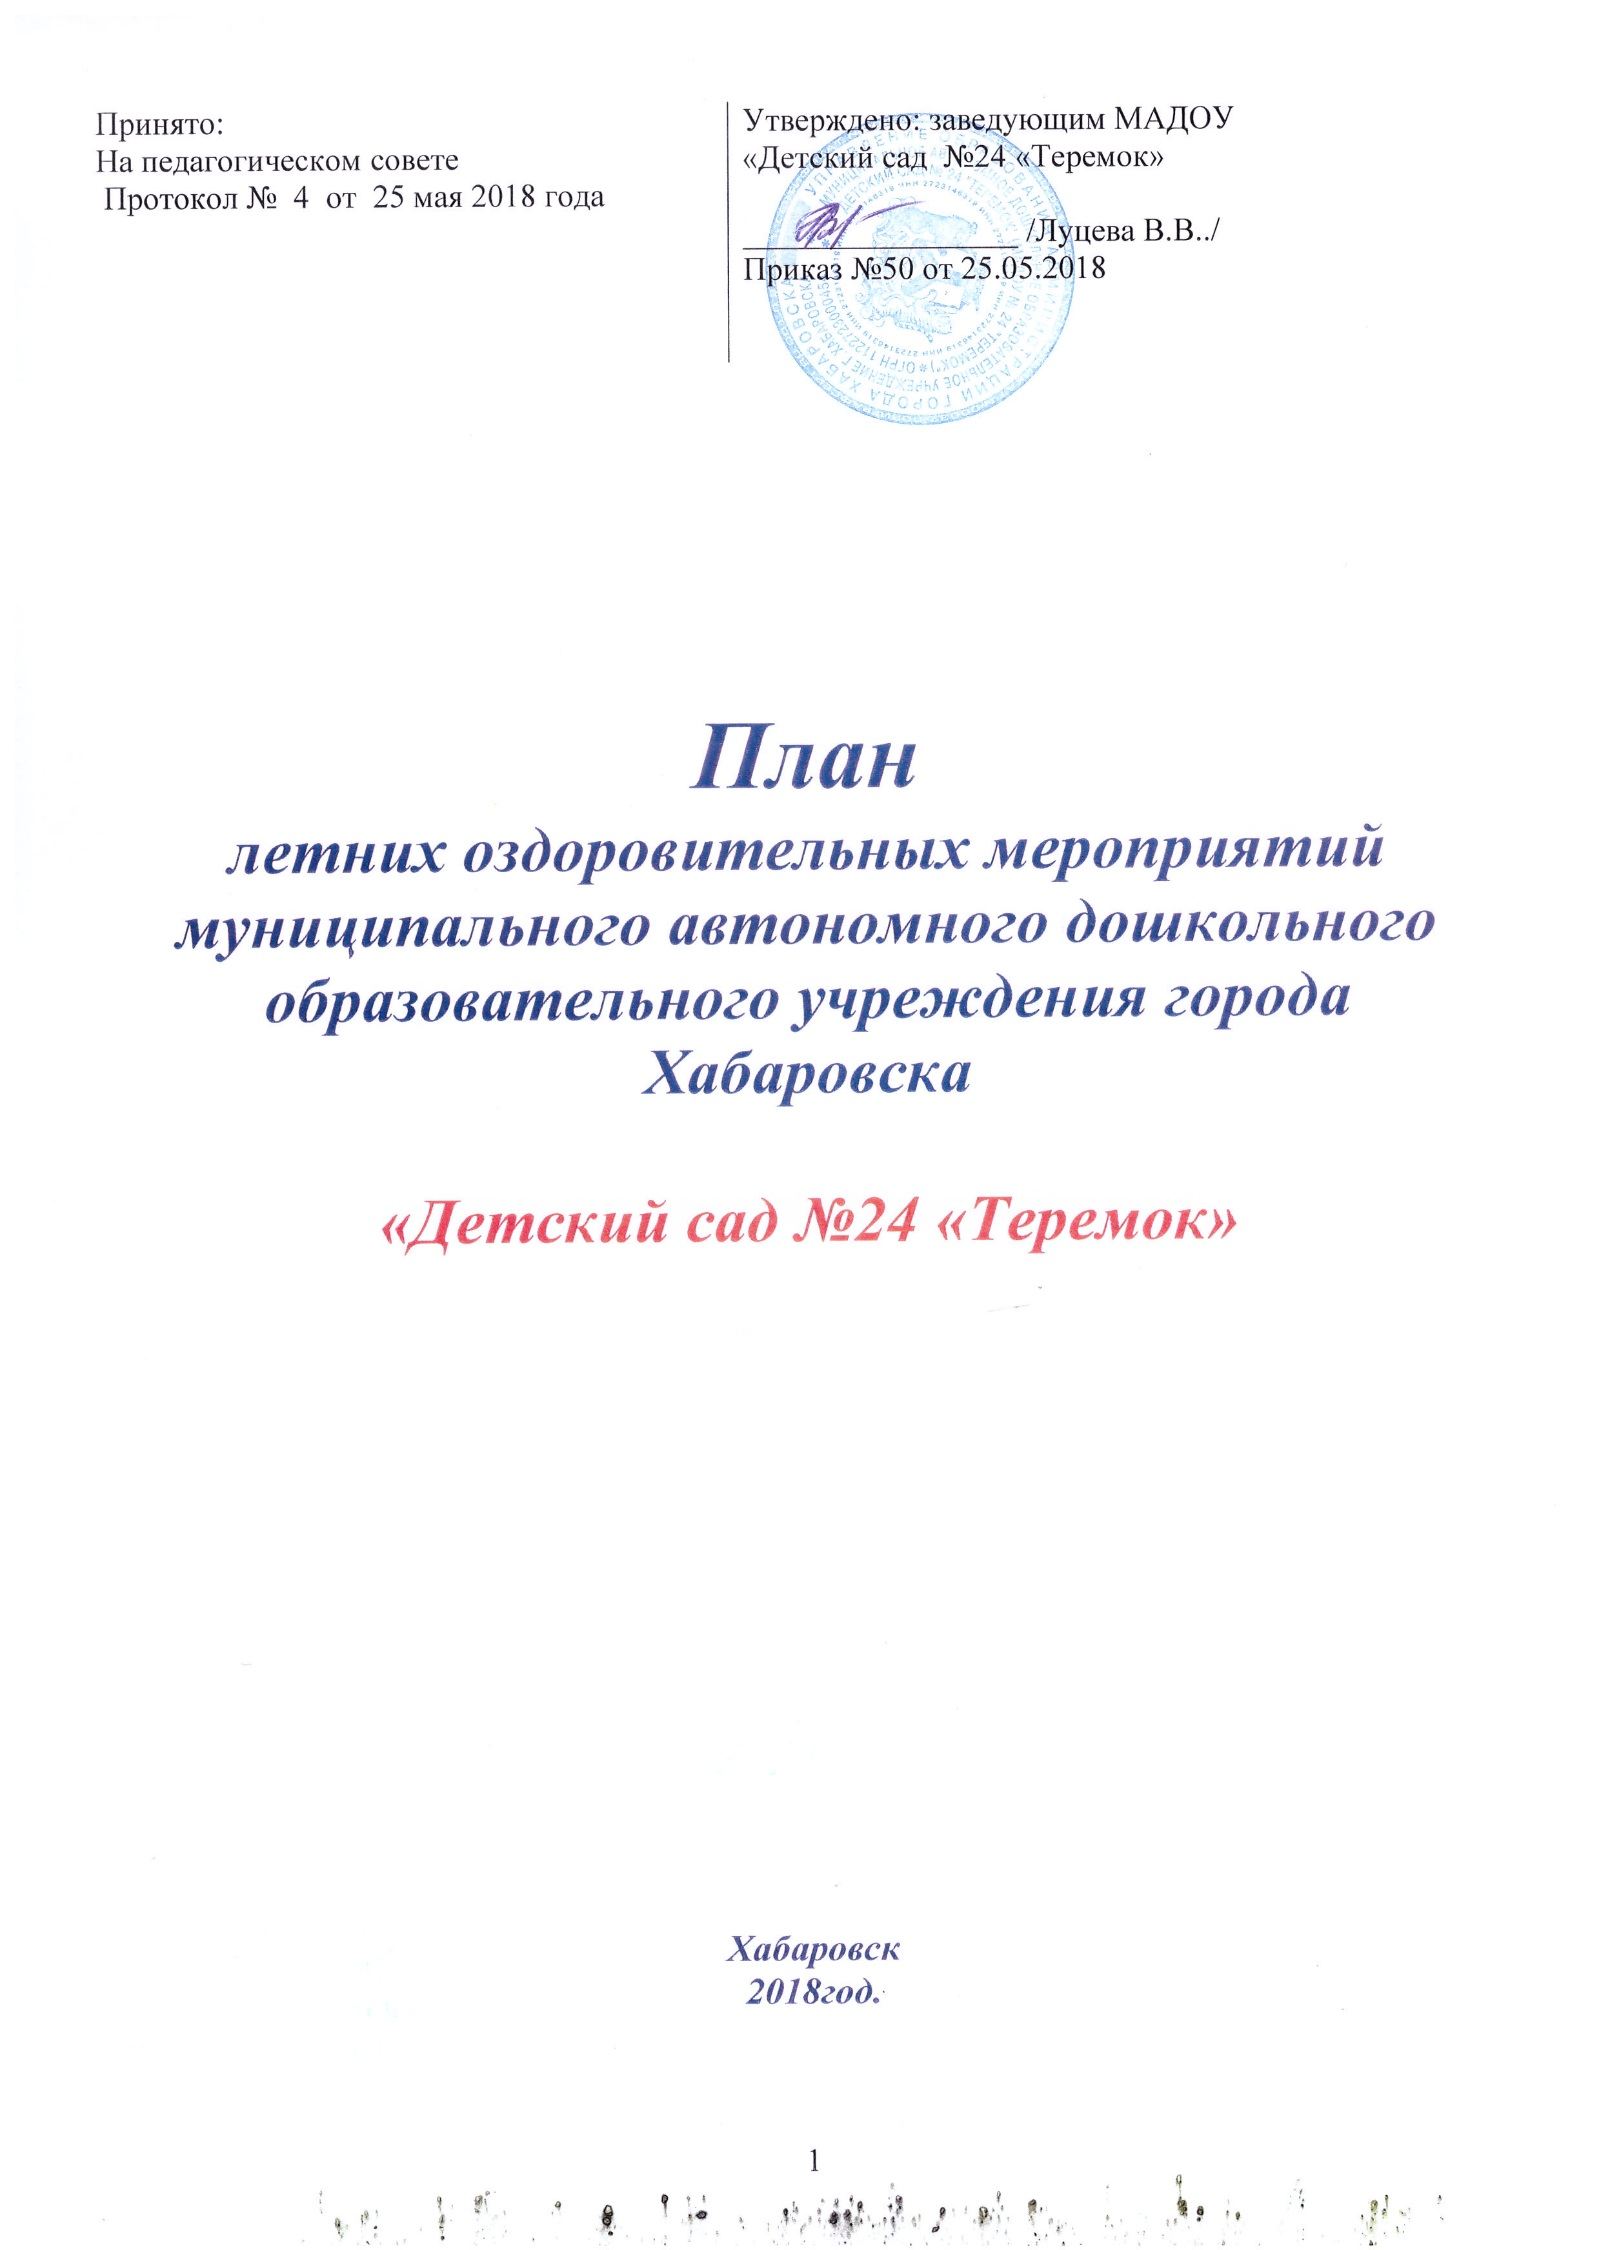 Принято:
На педагогическом совете
Протокол № 4 от 25 мая 2018 года
Утверждено: заведующим МАДОУ
«Детский сад №24 «Теремок»
/Луцева В.В../
Приказ №50 от 25.05.2018
План
летних оздоровительных мероприятий
муниципального автономного дошкольного
образовательного учреждения города
Хабаровска
«Детский сад №24 «Теремок»
Хабаровск
2018год.
1